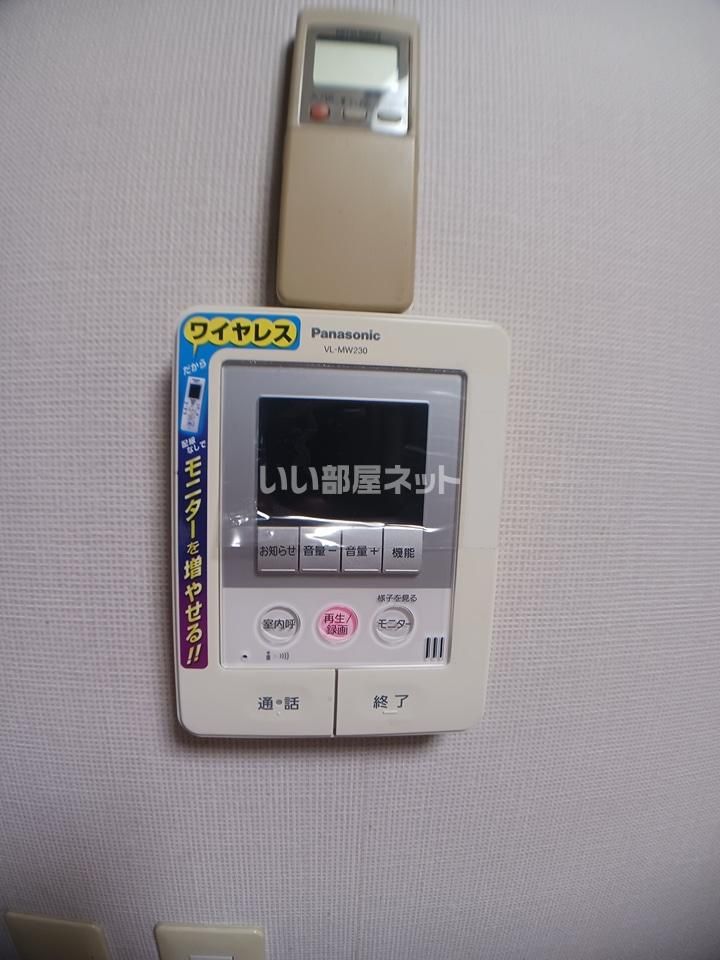 ワイヤレス
Panasonic
VL-MW230
だから
配線
なしで
モニターを増やせる!!
いい部屋ネット
お知らせ 音量− 音量+ 機能
様子を見る
室内呼 再生/録画 モニター
通話 終了